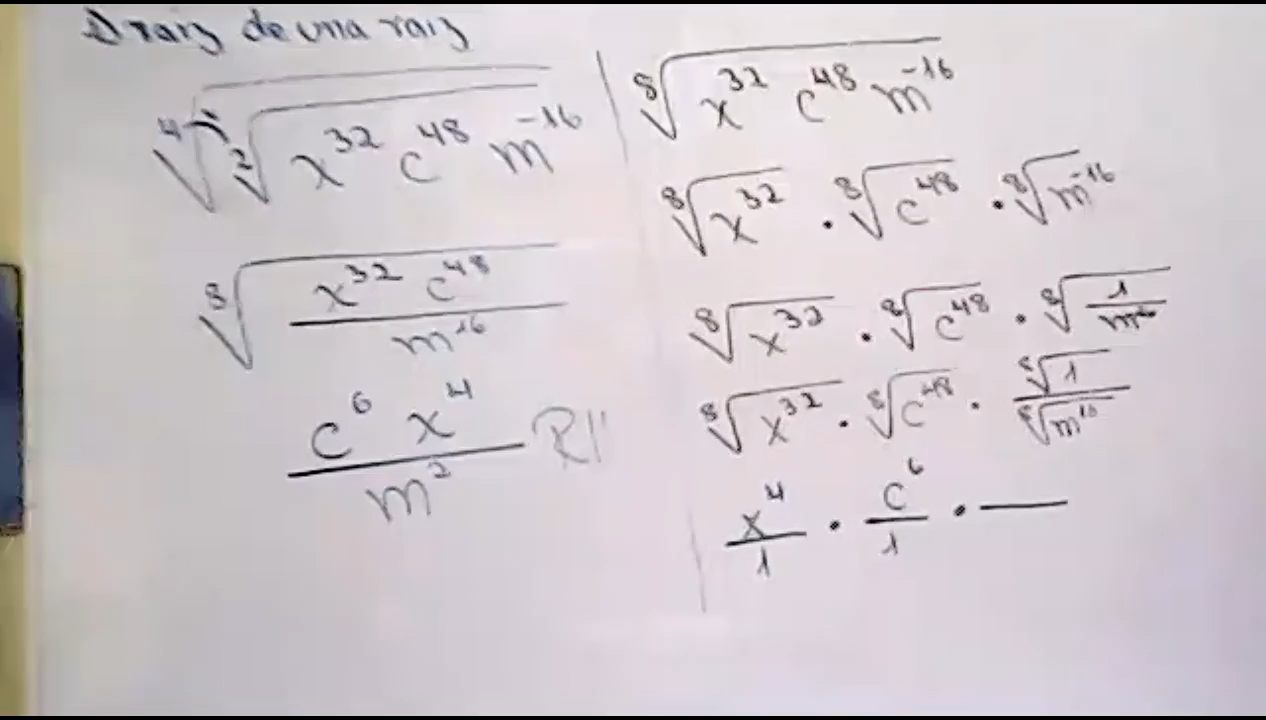 raiz de una raiz
⁴√²√x³² c⁴⁸ m⁻¹⁶
⁸√(x³² c⁴⁸ / m¹⁶)
c⁶ x⁴ / m² R//
⁸√x³² c⁴⁸ m⁻¹⁶
⁸√x³² · ⁸√c⁴⁸ · ⁸√m⁻¹⁶
⁸√x³² · ⁸√c⁴⁸ · ⁸√(1/m¹⁶)
⁸√x³² · ⁸√c⁴⁸ · ⁸√1 / ⁸√m¹⁶
x⁴/1 · c⁶/1 · —